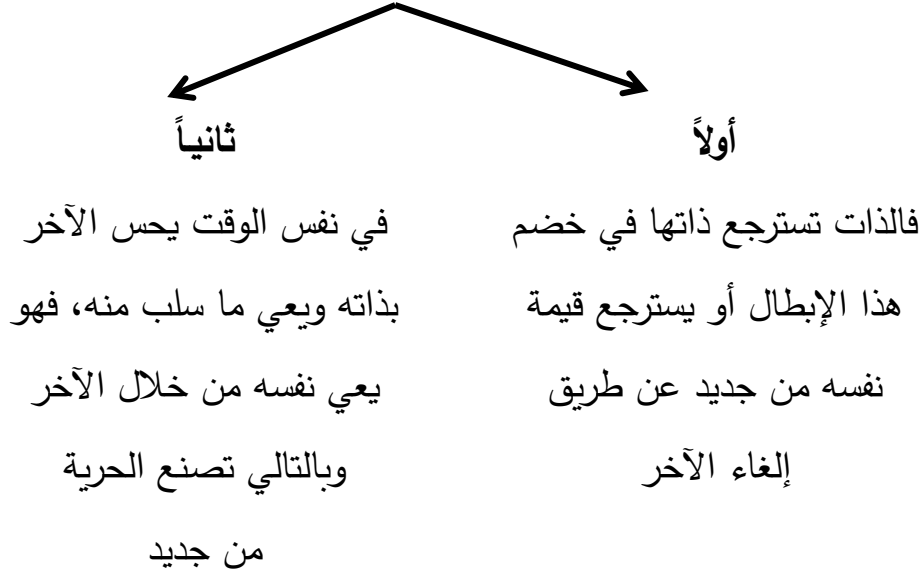 أولاً
فالذات تسترجع ذاتها في خضم
هذا الإبطال أو يسترجع قيمة
نفسه من جديد عن طريق
إلغاء الآخر
ثانياً
في نفس الوقت يحس الآخر
بذاته ويعي ما سلب منه، فهو
يعي نفسه من خلال الآخر
وبالتالي تصنع الحرية
من جديد